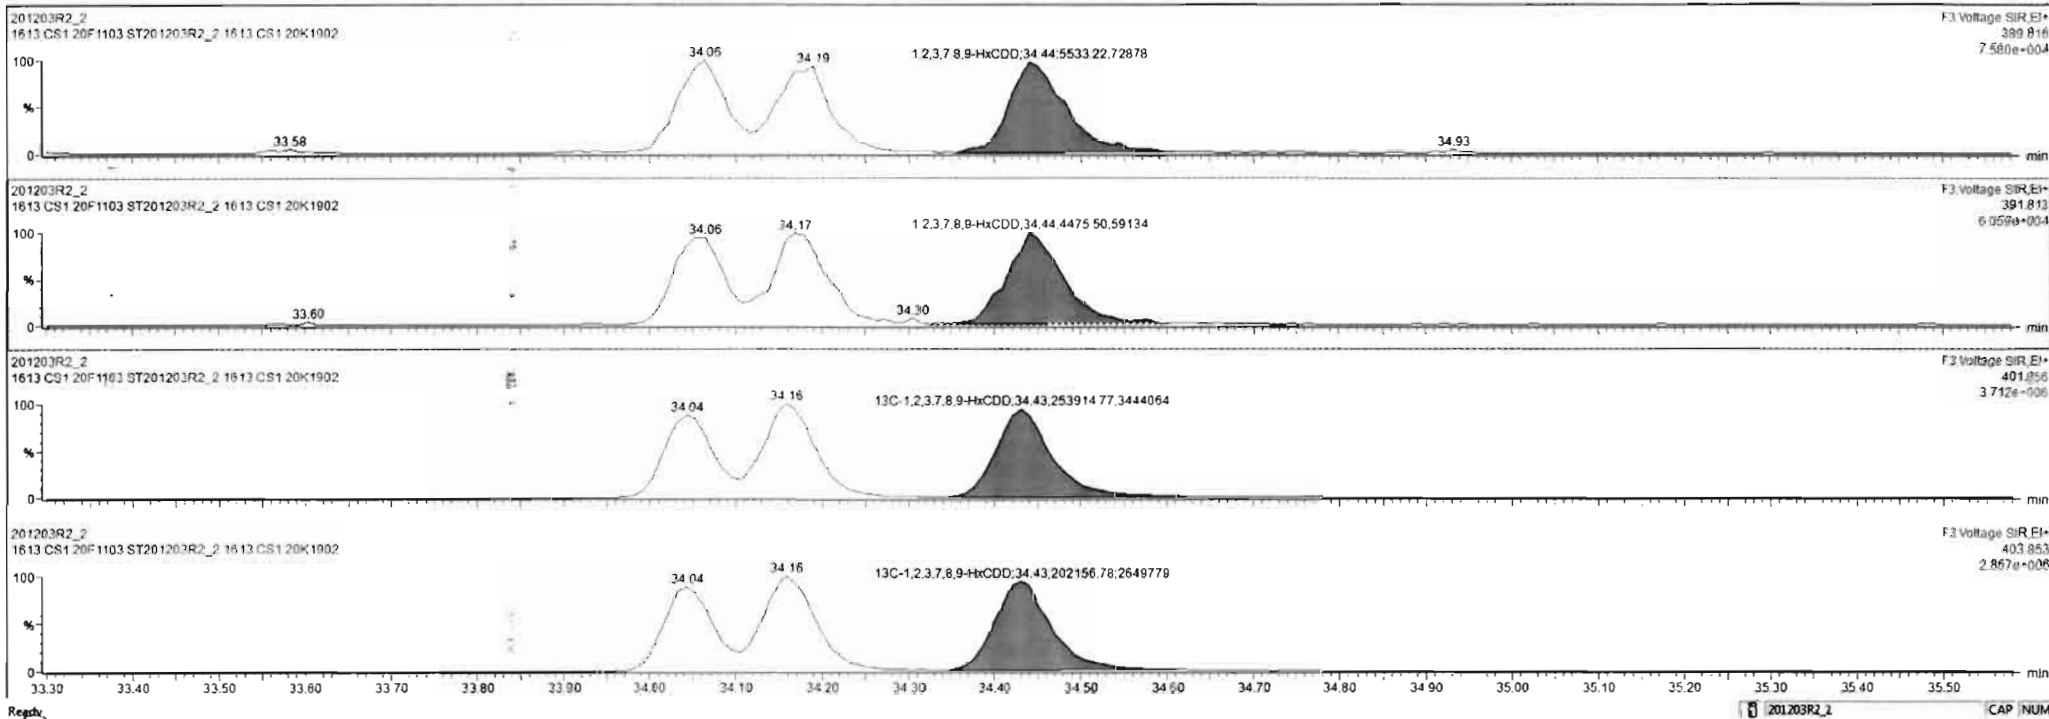 201203R2_2
F3:Voltage SIR,EI+
1613 CS1 20F1103 ST201203R2_2 1613 CS1 20K1902
389.816
7.580e+004
34.05
34.19
1,2,3,7,8,9-HxCDD;34.44;5533.22;72878
100
%
33.58
34.93
0
min
201203R2_2
F3:Voltage SIR,EI+
1613 CS1 20F1103 ST201203R2_2 1613 CS1 20K1902
391.813
6.059e+004
34.06
34.17
1,2,3,7,8,9-HxCDD;34.44;4475.50;59134
100
%
33.60
34.30
0
min
201203R2_2
F3:Voltage SIR,EI+
1613 CS1 20F1103 ST201203R2_2 1613 CS1 20K1902
401.856
3.712e+006
34.04
34.16
13C-1,2,3,7,8,9-HxCDD;34.43;253914.77;3444064
100
%
0
min
201203R2_2
F3:Voltage SIR,EI+
1613 CS1 20F1103 ST201203R2_2 1613 CS1 20K1902
403.853
2.867e+006
34.04
34.16
13C-1,2,3,7,8,9-HxCDD;34.43;202156.78;2649779
100
%
0
min
33.30 33.40 33.50 33.60 33.70 33.80 33.90 34.00 34.10 34.20 34.30 34.40 34.50 34.60 34.70 34.80 34.90 35.00 35.10 35.20 35.30 35.40 35.50
Ready
201203R2_2
CAP NUM